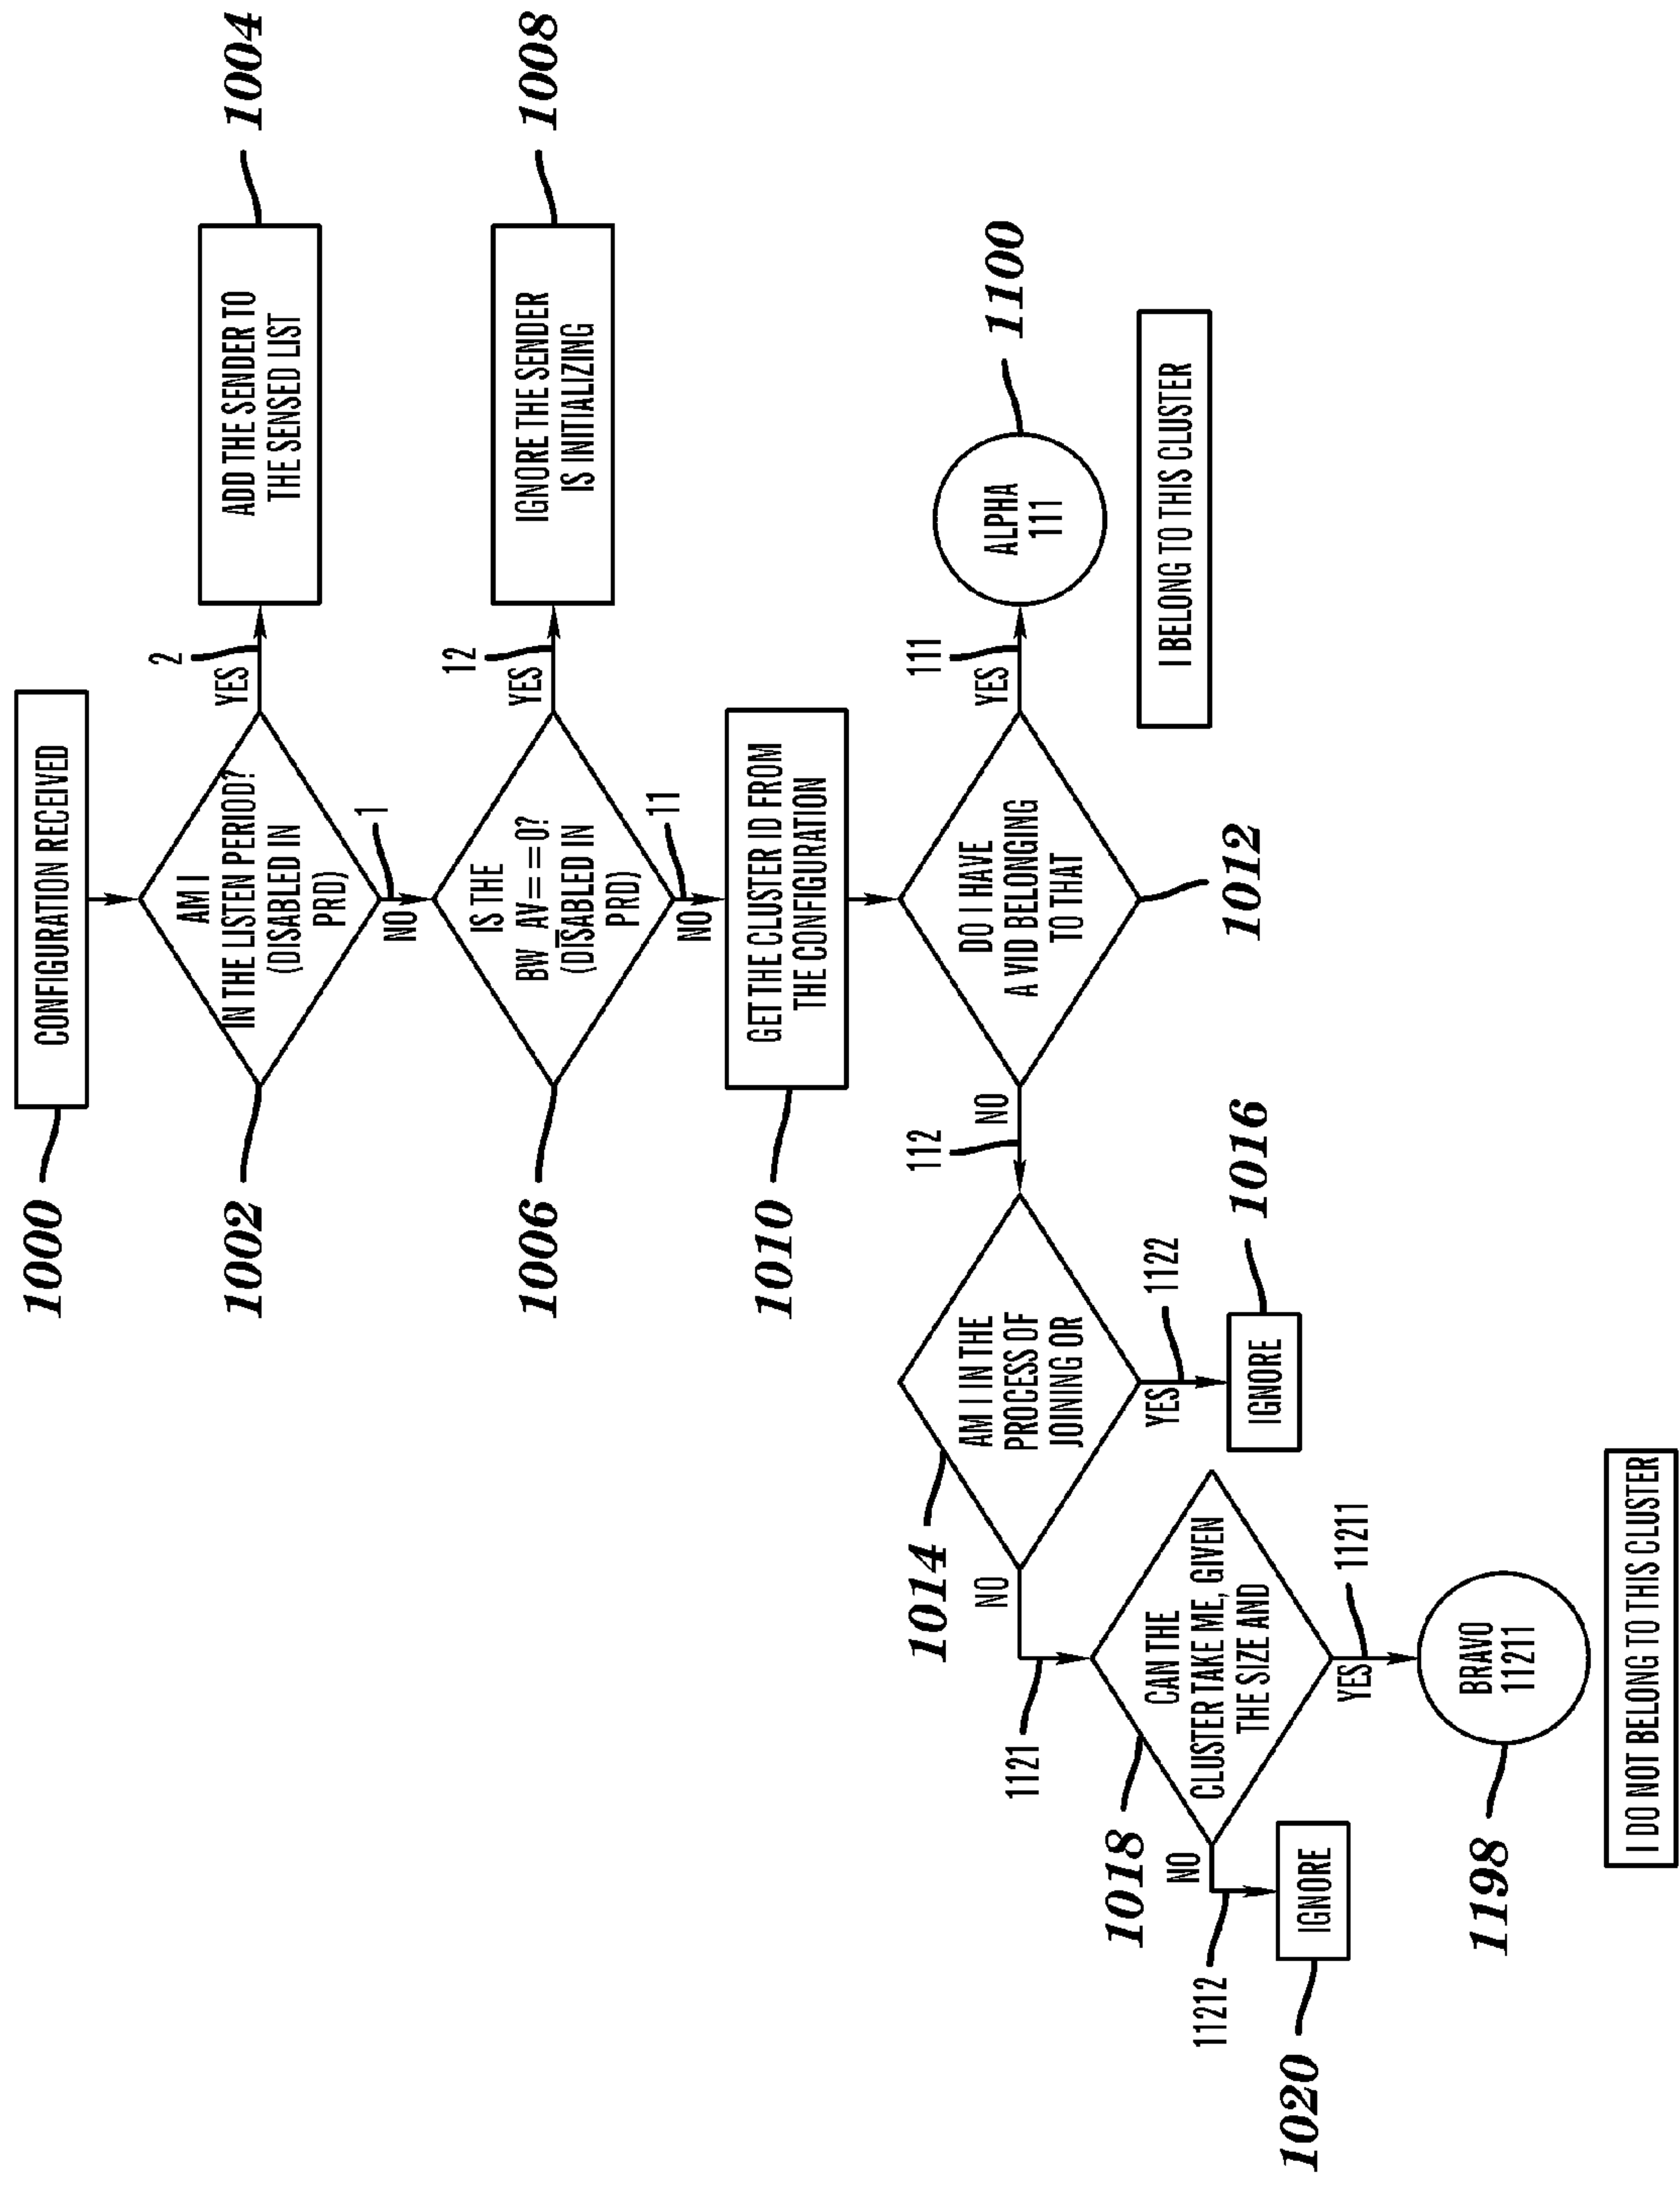 1000
CONFIGURATION RECEIVED
1002
AM I
IN THE LISTEN PERIOD?
(DISABLED IN
PRD)
YES
2
ADD THE SENDER TO
THE SENSED LIST
1004
NO
1
1006
IS THE
BW_AV==0?
(DISABLED IN
PRD)
YES
12
IGNORE THE SENDER
IS INITIALIZING
1008
NO
11
1010
GET THE CLUSTER ID FROM
THE CONFIGURATION
DO I HAVE
A VID BELONGING
TO THAT
1012
YES
111
ALPHA
111
1100
I BELONG TO THIS CLUSTER
NO
112
1014
AM I IN THE
PROCESS OF
JOINING OR
YES
1122
IGNORE
1016
NO
1121
1018
CAN THE
CLUSTER TAKE ME, GIVEN
THE SIZE AND
NO
11212
IGNORE
1020
YES
11211
BRAVO
11211
1198
I DO NOT BELONG TO THIS CLUSTER